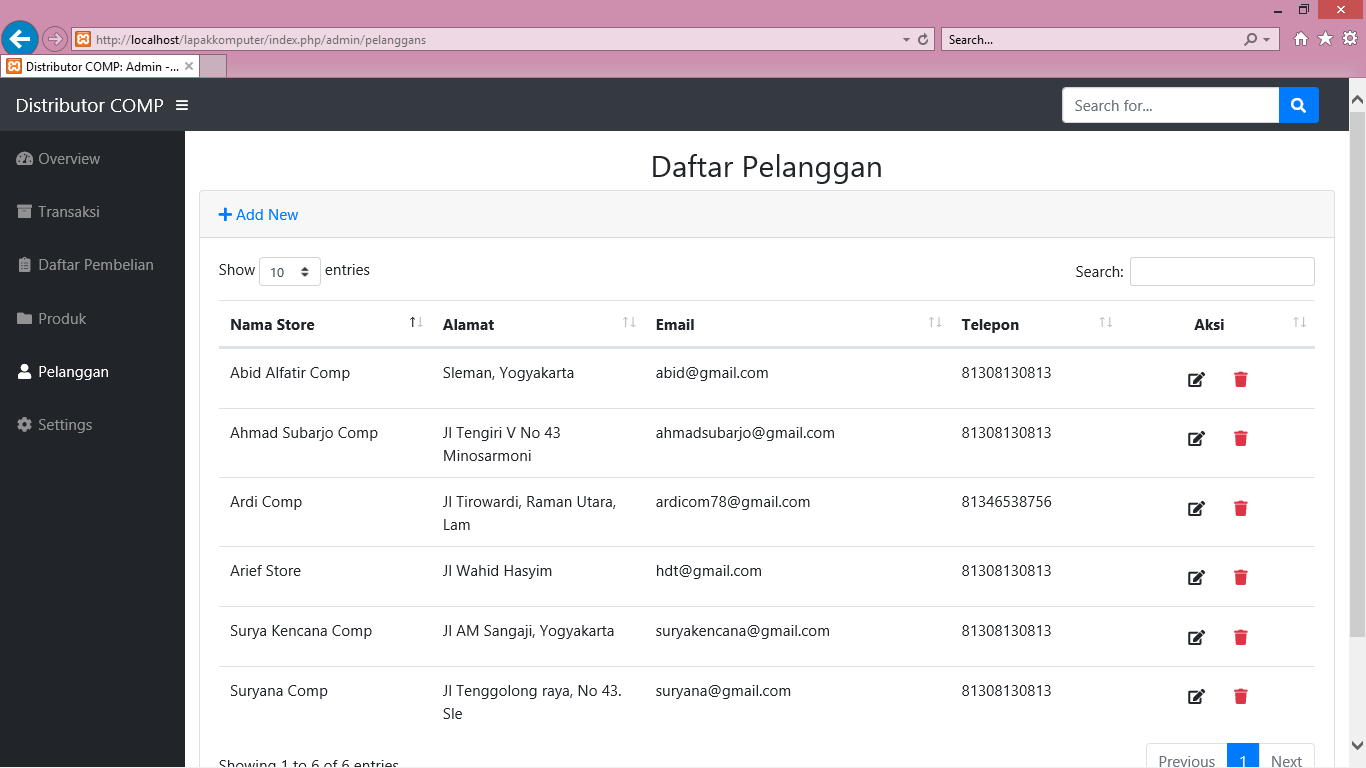 http://localhost/lapakkomputer/index.php/admin/pelanggans
Search...
Distributor COMP: Admin -...
Distributor COMP
Search for...
Overview
Transaksi
Daftar Pembelian
Produk
Pelanggan
Settings
Daftar Pelanggan
Add New
Show 10 entries
Search:
Nama Store Alamat Email Telepon Aksi
Abid Alfatir Comp Sleman, Yogyakarta abid@gmail.com 81308130813
Ahmad Subarjo Comp Jl Tengiri V No 43 ahmadsubarjo@gmail.com 81308130813
Minosarmoni
Ardi Comp Jl Tirowardi, Raman Utara, ardicom78@gmail.com 81346538756
Lam
Arief Store Jl Wahid Hasyim hdt@gmail.com 81308130813
Surya Kencana Comp Jl AM Sangaji, Yogyakarta suryakencana@gmail.com 81308130813
Suryana Comp Jl Tenggolong raya, No 43. suryana@gmail.com 81308130813
Sle
Showing 1 to 6 of 6 entries
Previous 1 Next